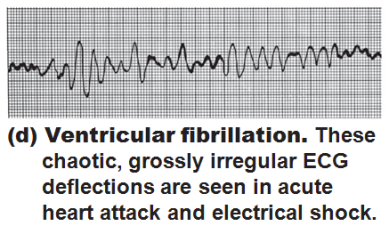 (d) Ventricular fibrillation. These
chaotic, grossly irregular ECG
deflections are seen in acute
heart attack and electrical shock.